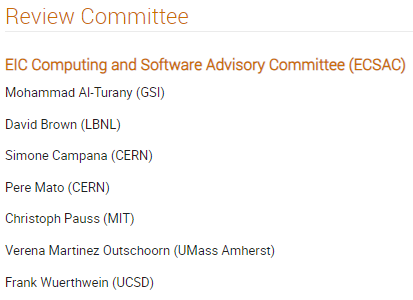 Review Committee
EIC Computing and Software Advisory Committee (ECSAC)
Mohammad Al-Turany (GSI)
David Brown (LBNL)
Simone Campana (CERN)
Pere Mato (CERN)
Christoph Pauss (MIT)
Verena Martinez Outschoorn (UMass Amherst)
Frank Wuerthwein (UCSD)